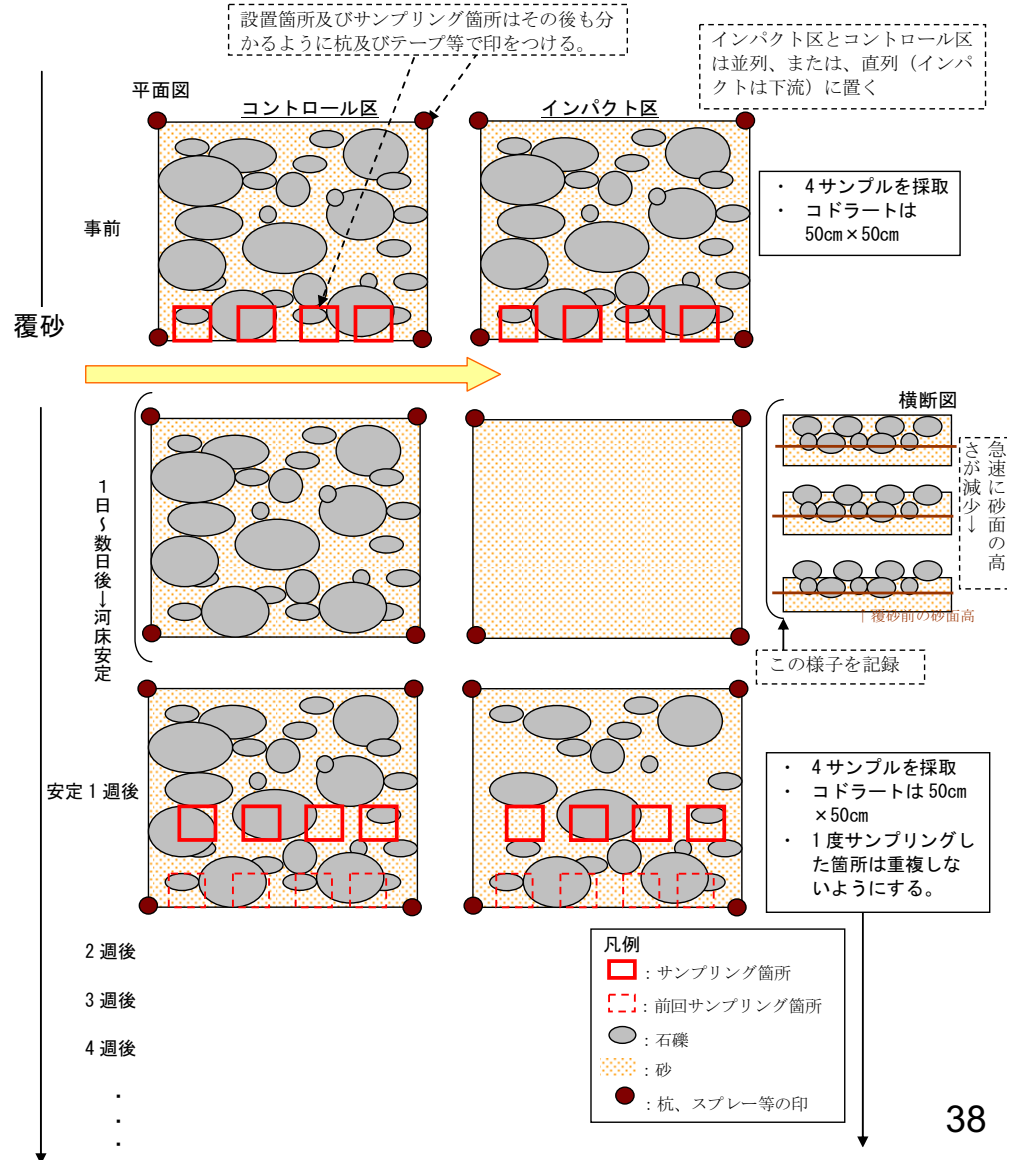 設置箇所及びサンプリング箇所はその後も分
かるように杭及びテープ等で印をつける。
インパクト区とコントロール区
は並列、または、直列（インパ
クトは下流）に置く
平面図
コントロール区
インパクト区
事前
・ 4サンプルを採取
・ コドラートは
50cm×50cm
覆砂
1日～数日後→河床安定
横断図
急速に砂面の高
さが減少→
↑覆砂前の砂面高
この様子を記録
安定1週後
・ 4サンプルを採取
・ コドラートは50cm
×50cm
・ 1度サンプリングし
た箇所は重複しな
いようにする。
2週後
3週後
4週後
・
・
・
凡例
：サンプリング箇所
：前回サンプリング箇所
：石礫
：砂
：杭、スプレー等の印
38